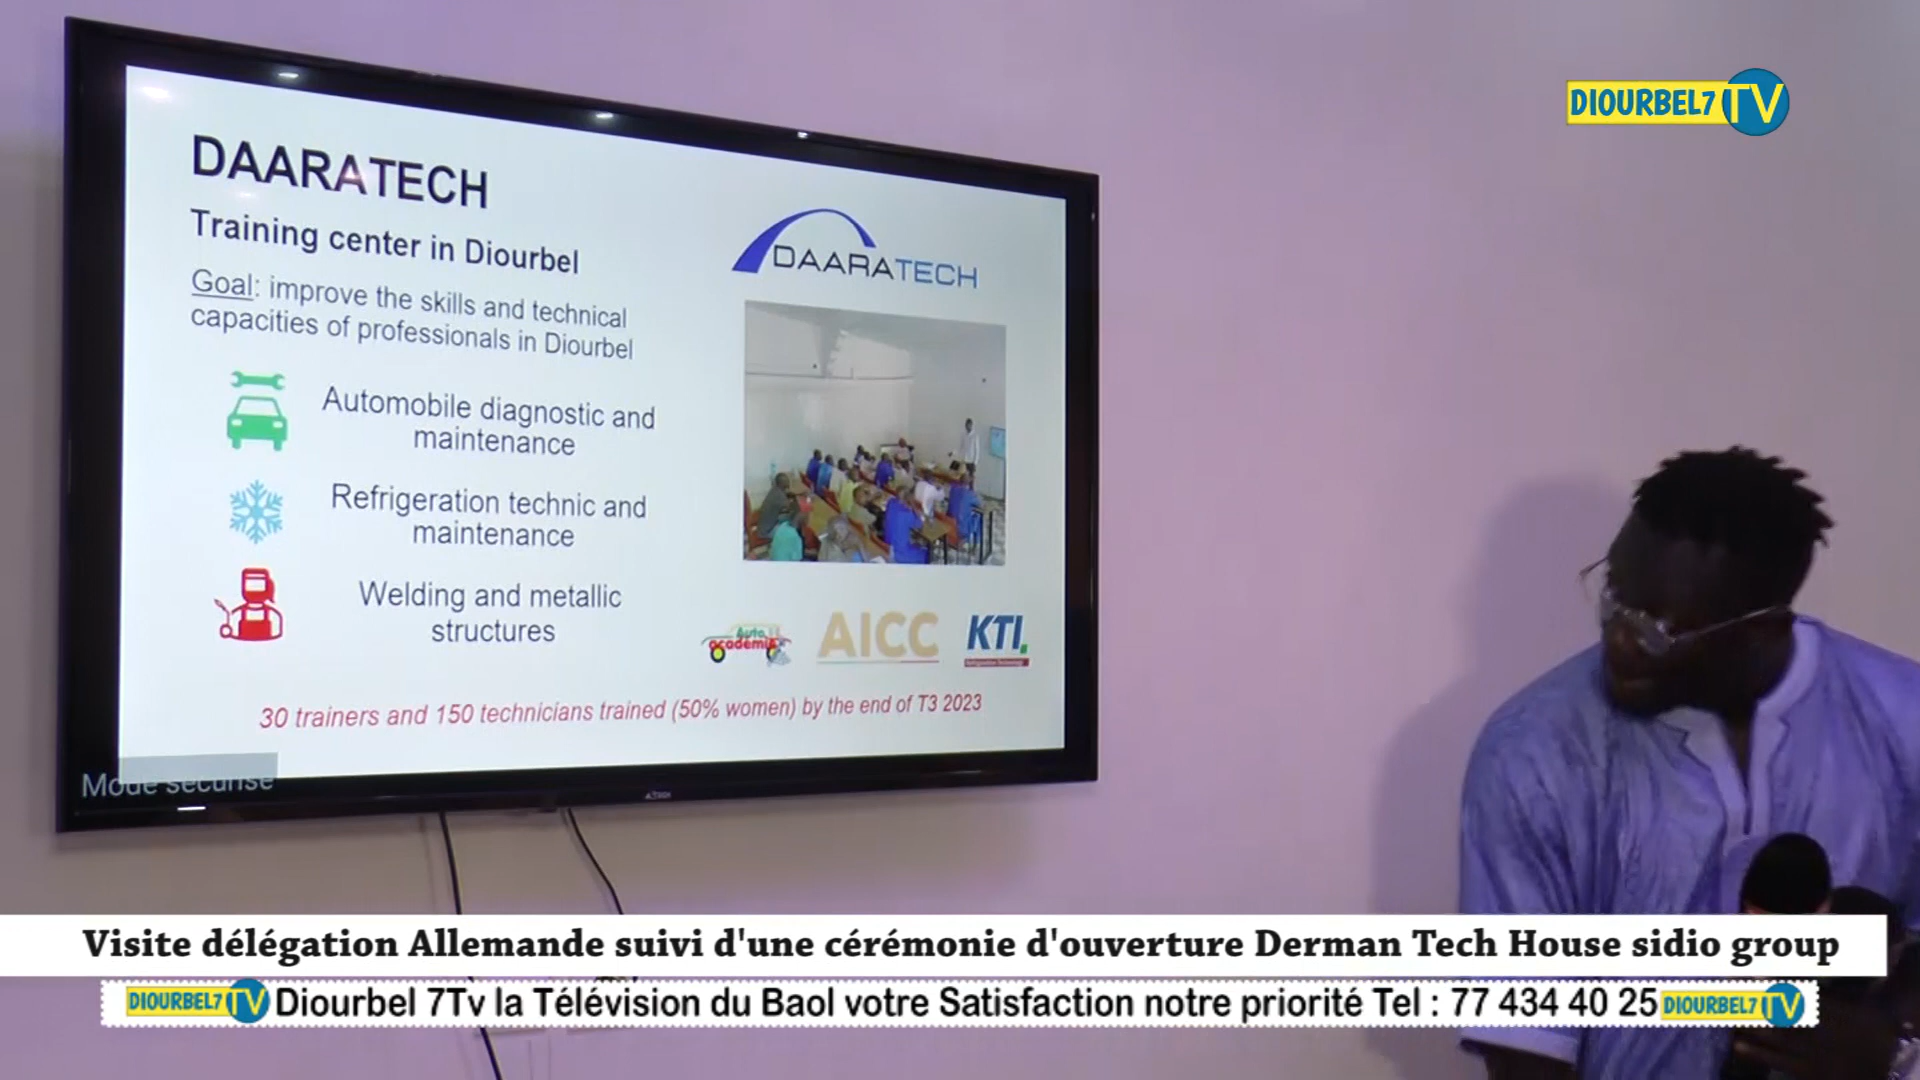 DIOURBEL7 TV
DAARATECH
Training center in Diourbel
Goal: improve the skills and technical
capacities of professionals in Diourbel
Automobile diagnostic and
maintenance
Refrigeration technic and
maintenance
Welding and metallic
structures
DAARATECH
Auto
academie
AICC
KTI
30 trainers and 150 technicians trained (50% women) by the end of T3 2023
Mode sécurisé
Visite délégation Allemande suivi d'une cérémonie d'ouverture Derman Tech House sidio group
DIOURBEL7 TV Diourbel 7Tv la Télévision du Baol votre Satisfaction notre priorité Tel : 77 434 40 25 DIOURBEL7 TV